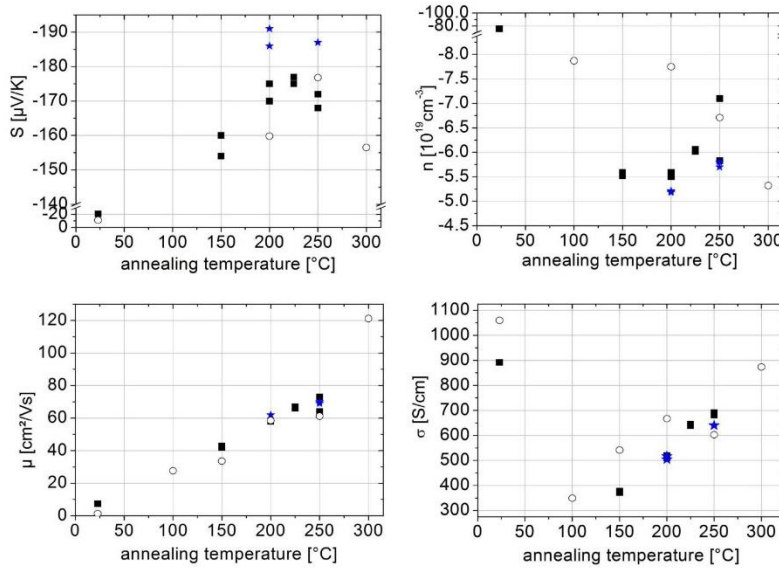 -190
-180
-170
-160
-150
-140
-20
0
S [µV/K]
0 50 100 150 200 250 300
annealing temperature [°C]
-100.0
-80.0
-8.0
-7.5
-7.0
-6.5
-6.0
-5.5
-5.0
-4.5
n [10¹⁹cm⁻³]
0 50 100 150 200 250 300
annealing temperature [°C]
120
100
80
60
40
20
0
µ [cm²/Vs]
0 50 100 150 200 250 300
annealing temperature [°C]
1100
1000
900
800
700
600
500
400
300
σ [S/cm]
0 50 100 150 200 250 300
annealing temperature [°C]